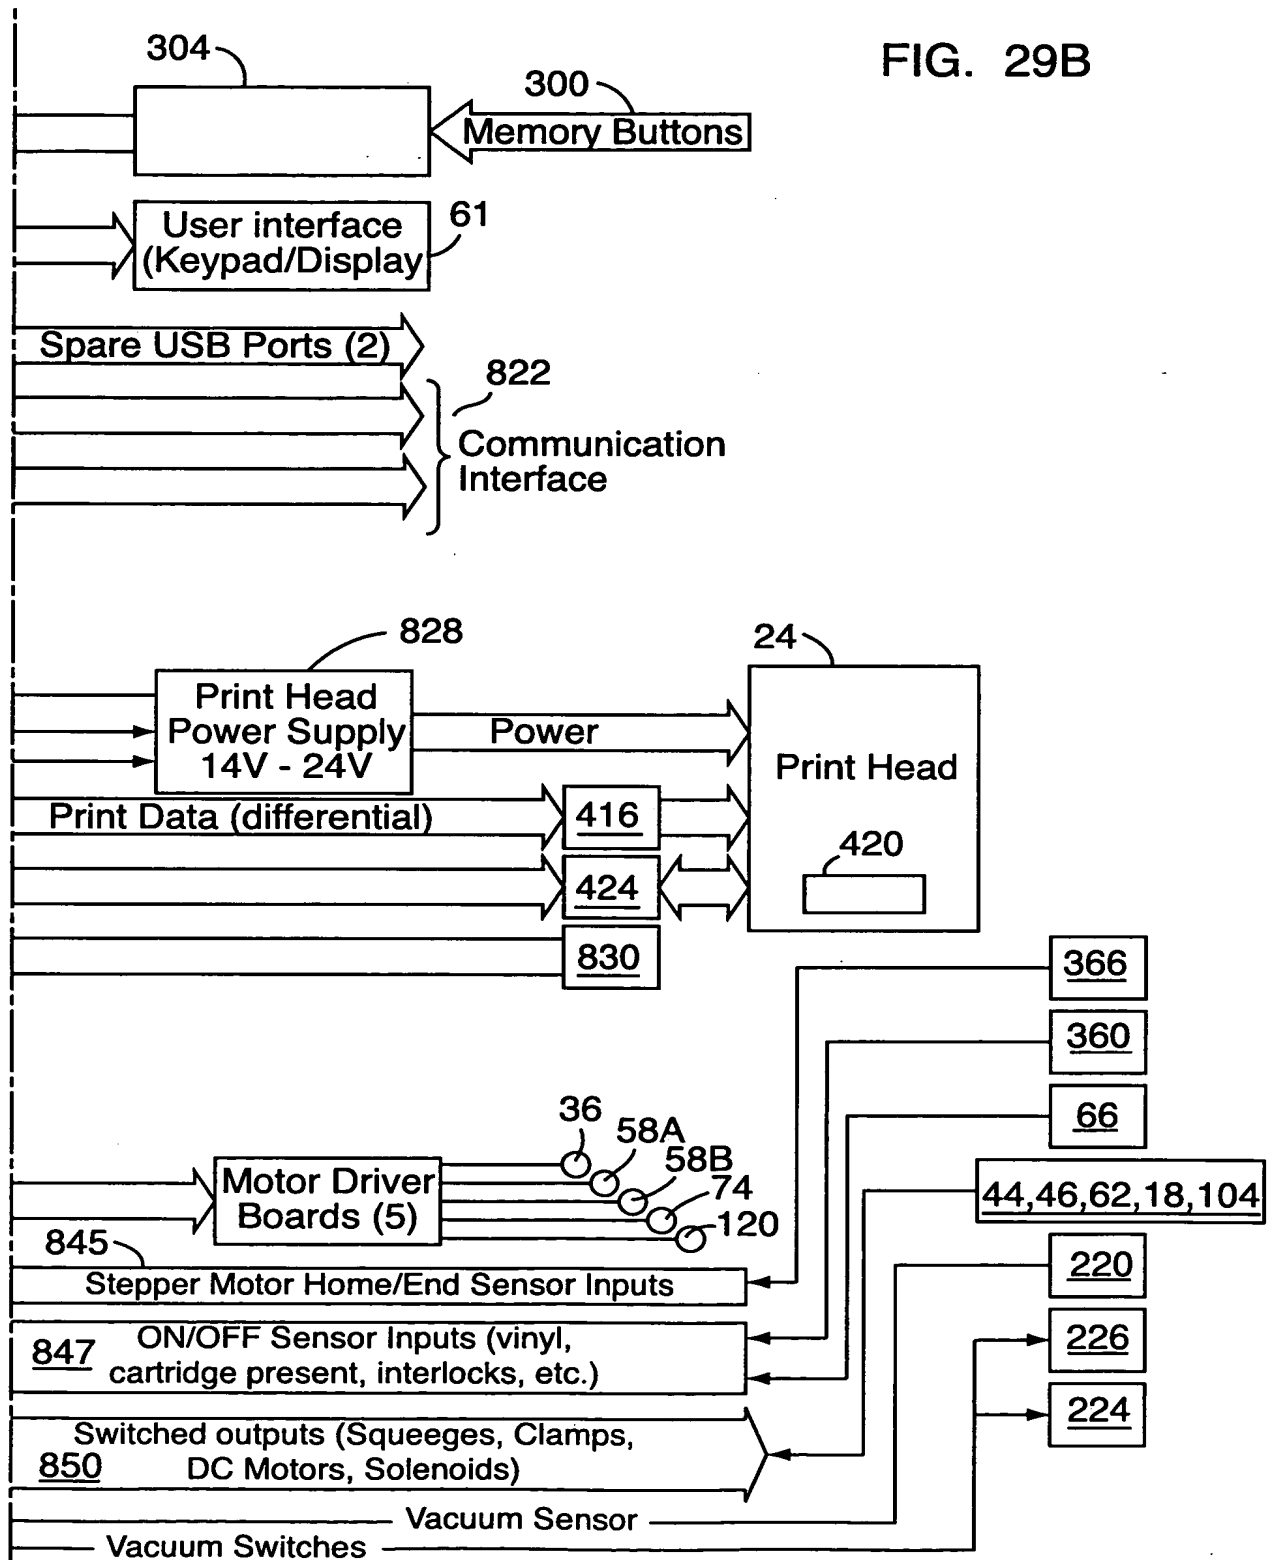 FIG. 29B
304
300
Memory Buttons
User interface
(Keypad/Display
61
Spare USB Ports (2)
822
Communication
Interface
828
24
Print Head
Power Supply
14V - 24V
Power
Print Head
Print Data (differential)
416
420
424
830
366
360
66
36
58A
58B
74
120
Motor Driver
Boards (5)
44,46,62,18,104
845
Stepper Motor Home/End Sensor Inputs
220
847
ON/OFF Sensor Inputs (vinyl,
cartridge present, interlocks, etc.)
226
224
Switched outputs (Squeeges, Clamps,
850
DC Motors, Solenoids)
Vacuum Sensor
Vacuum Switches